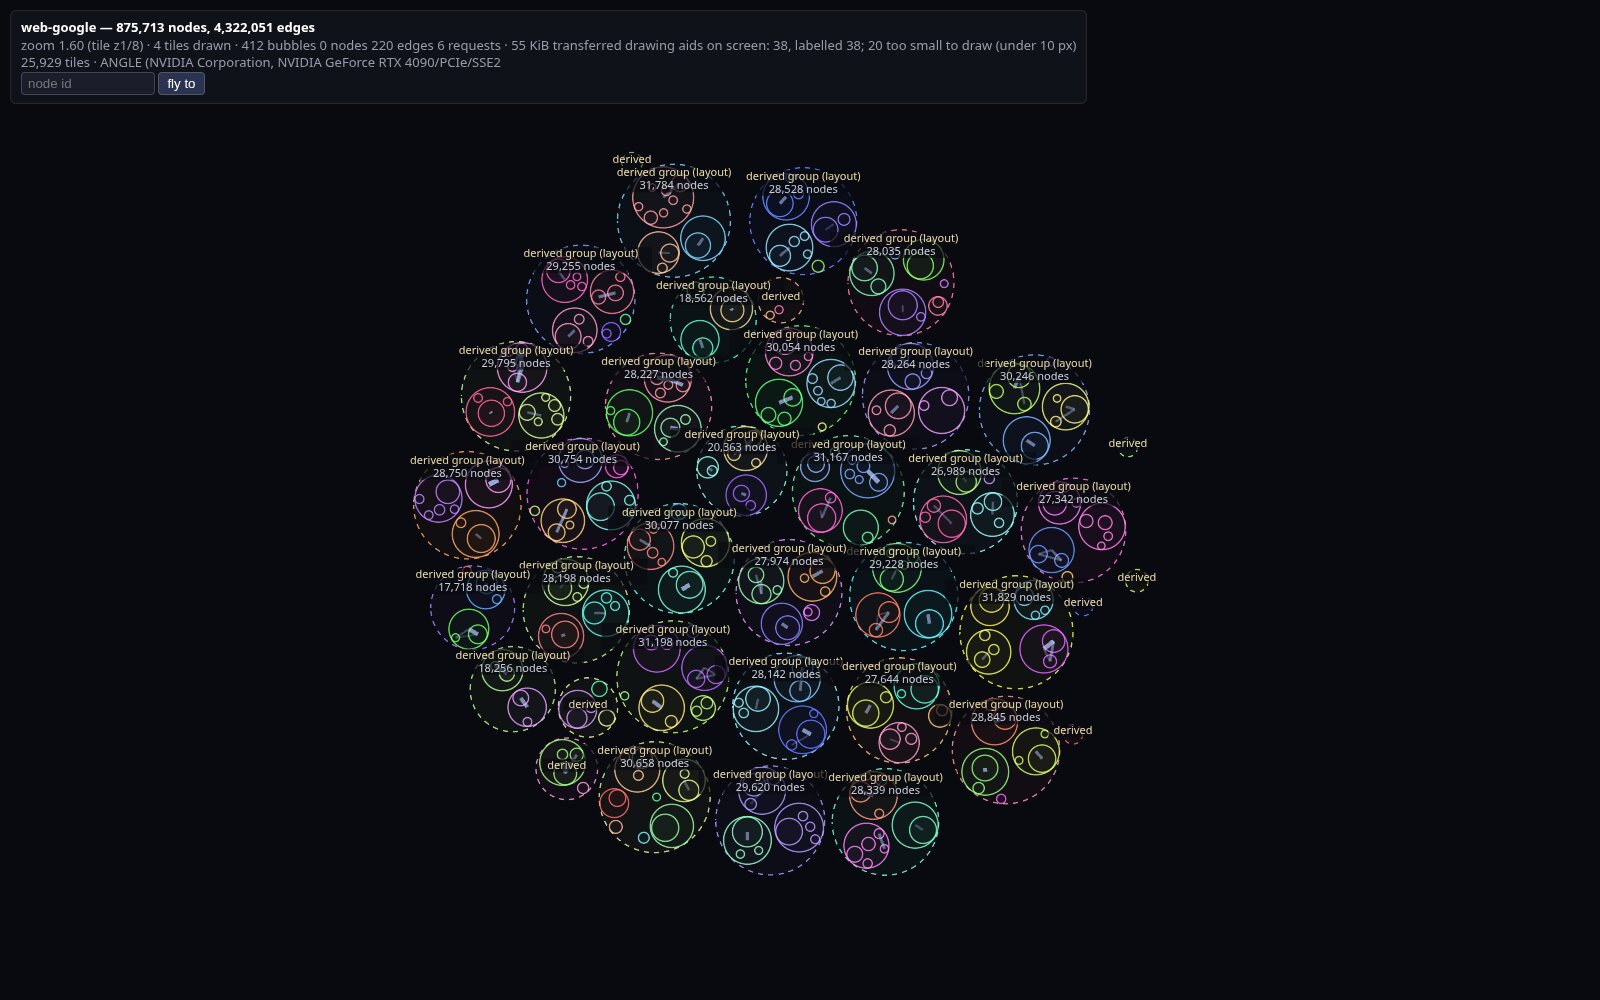 web-google — 875,713 nodes, 4,322,051 edges
zoom 1.60 (tile z1/8) · 4 tiles drawn · 412 bubbles 0 nodes 220 edges 6 requests · 55 KiB transferred drawing aids on screen: 38, labelled 38; 20 too small to draw (under 10 px)
25,929 tiles · ANGLE (NVIDIA Corporation, NVIDIA GeForce RTX 4090/PCIe/SSE2
node id fly to
derived
derived group (layout)
31,784 nodes
derived group (layout)
28,528 nodes
derived group (layout)
28,035 nodes
derived group (layout)
29,255 nodes
derived group (layout)
18,562 nodes
derived
derived group (layout)
30,054 nodes
derived group (layout)
29,795 nodes
derived group (layout)
28,227 nodes
derived group (layout)
28,264 nodes
derived group (layout)
30,246 nodes
derived group (layout)
20,363 nodes
derived
derived group (layout)
30,754 nodes
derived group (layout)
31,167 nodes
derived group (layout)
28,750 nodes
derived group (layout)
26,989 nodes
derived group (layout)
27,342 nodes
derived group (layout)
30,077 nodes
derived group (layout)
27,974 nodes
derived group (layout)
29,228 nodes
derived group (layout)
28,198 nodes
derived group (layout)
17,718 nodes
derived
derived group (layout)
31,829 nodes
derived
derived group (layout)
31,198 nodes
derived group (layout)
18,256 nodes
derived group (layout)
28,142 nodes
derived group (layout)
27,644 nodes
derived
derived group (layout)
28,845 nodes
derived
derived group (layout)
30,658 nodes
derived
derived group (layout)
29,620 nodes
derived group (layout)
28,339 nodes